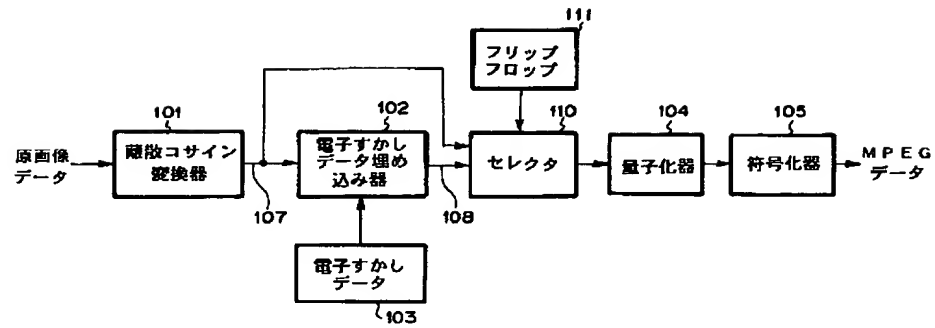 111
フリップ
フロップ
101
102
110
104
105
原画像
データ
離散コサイン
変換器
電子すかし
データ埋め
込み器
セレクタ
量子化器
符号化器
MPEG
データ
107
108
電子すかし
データ
103